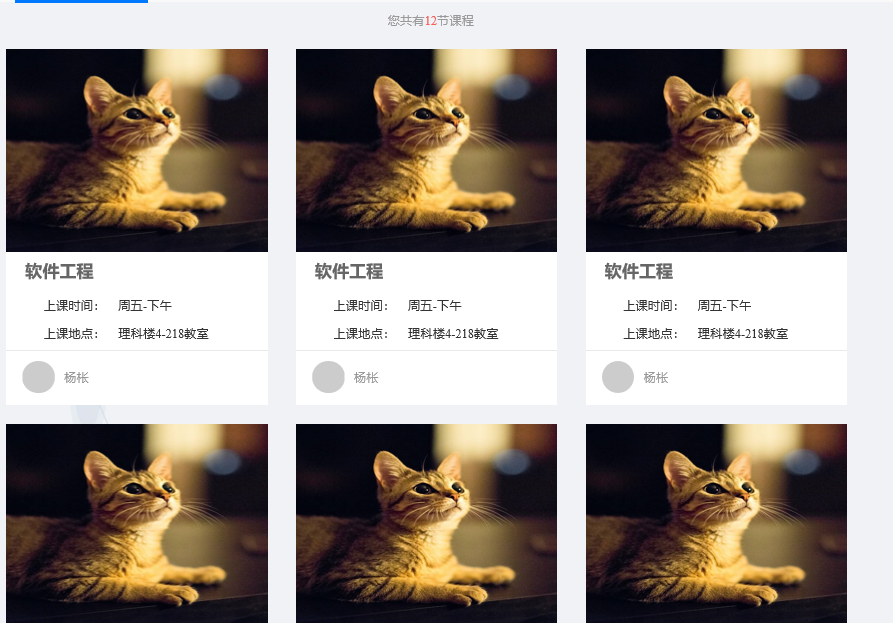 您共有12节课程
软件工程
上课时间： 周五-下午
上课地点： 理科楼4-218教室
杨枨
软件工程
上课时间： 周五-下午
上课地点： 理科楼4-218教室
杨枨
软件工程
上课时间： 周五-下午
上课地点： 理科楼4-218教室
杨枨